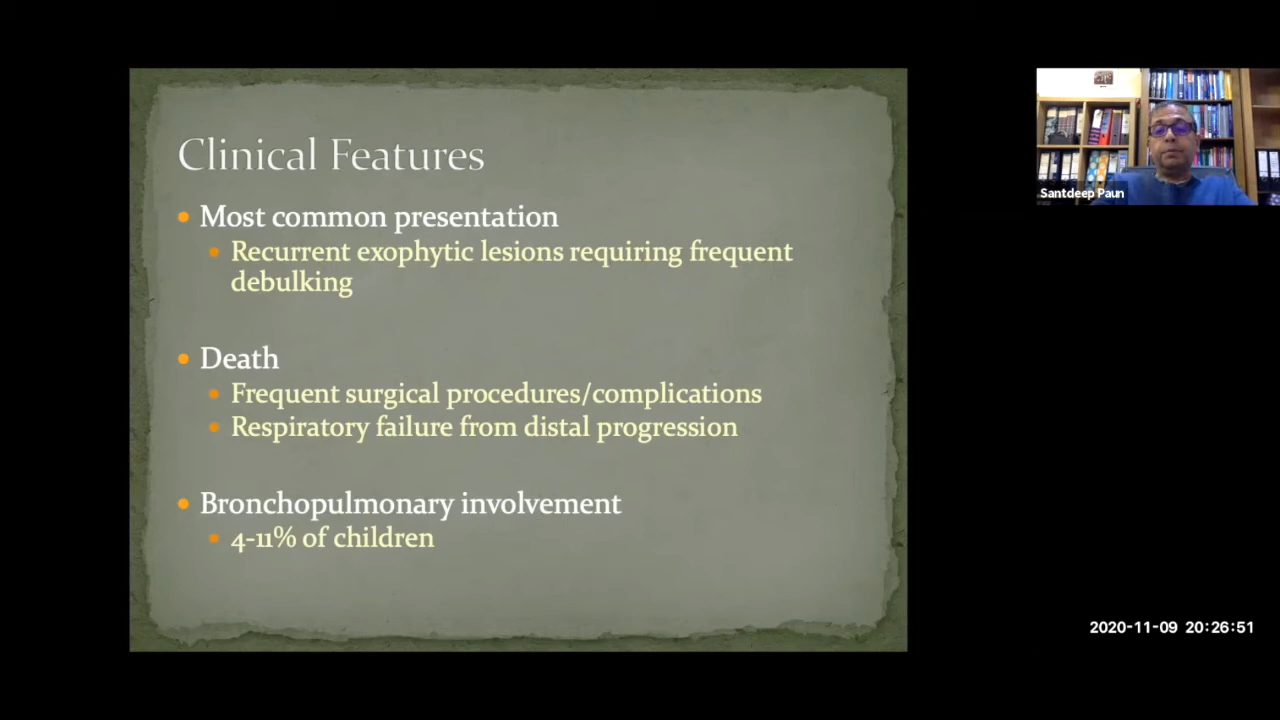 Clinical Features
Most common presentation
Recurrent exophytic lesions requiring frequent
debulking
Death
Frequent surgical procedures/complications
Respiratory failure from distal progression
Bronchopulmonary involvement
4-11% of children
Santdeep Paun
2020-11-09 20:26:51